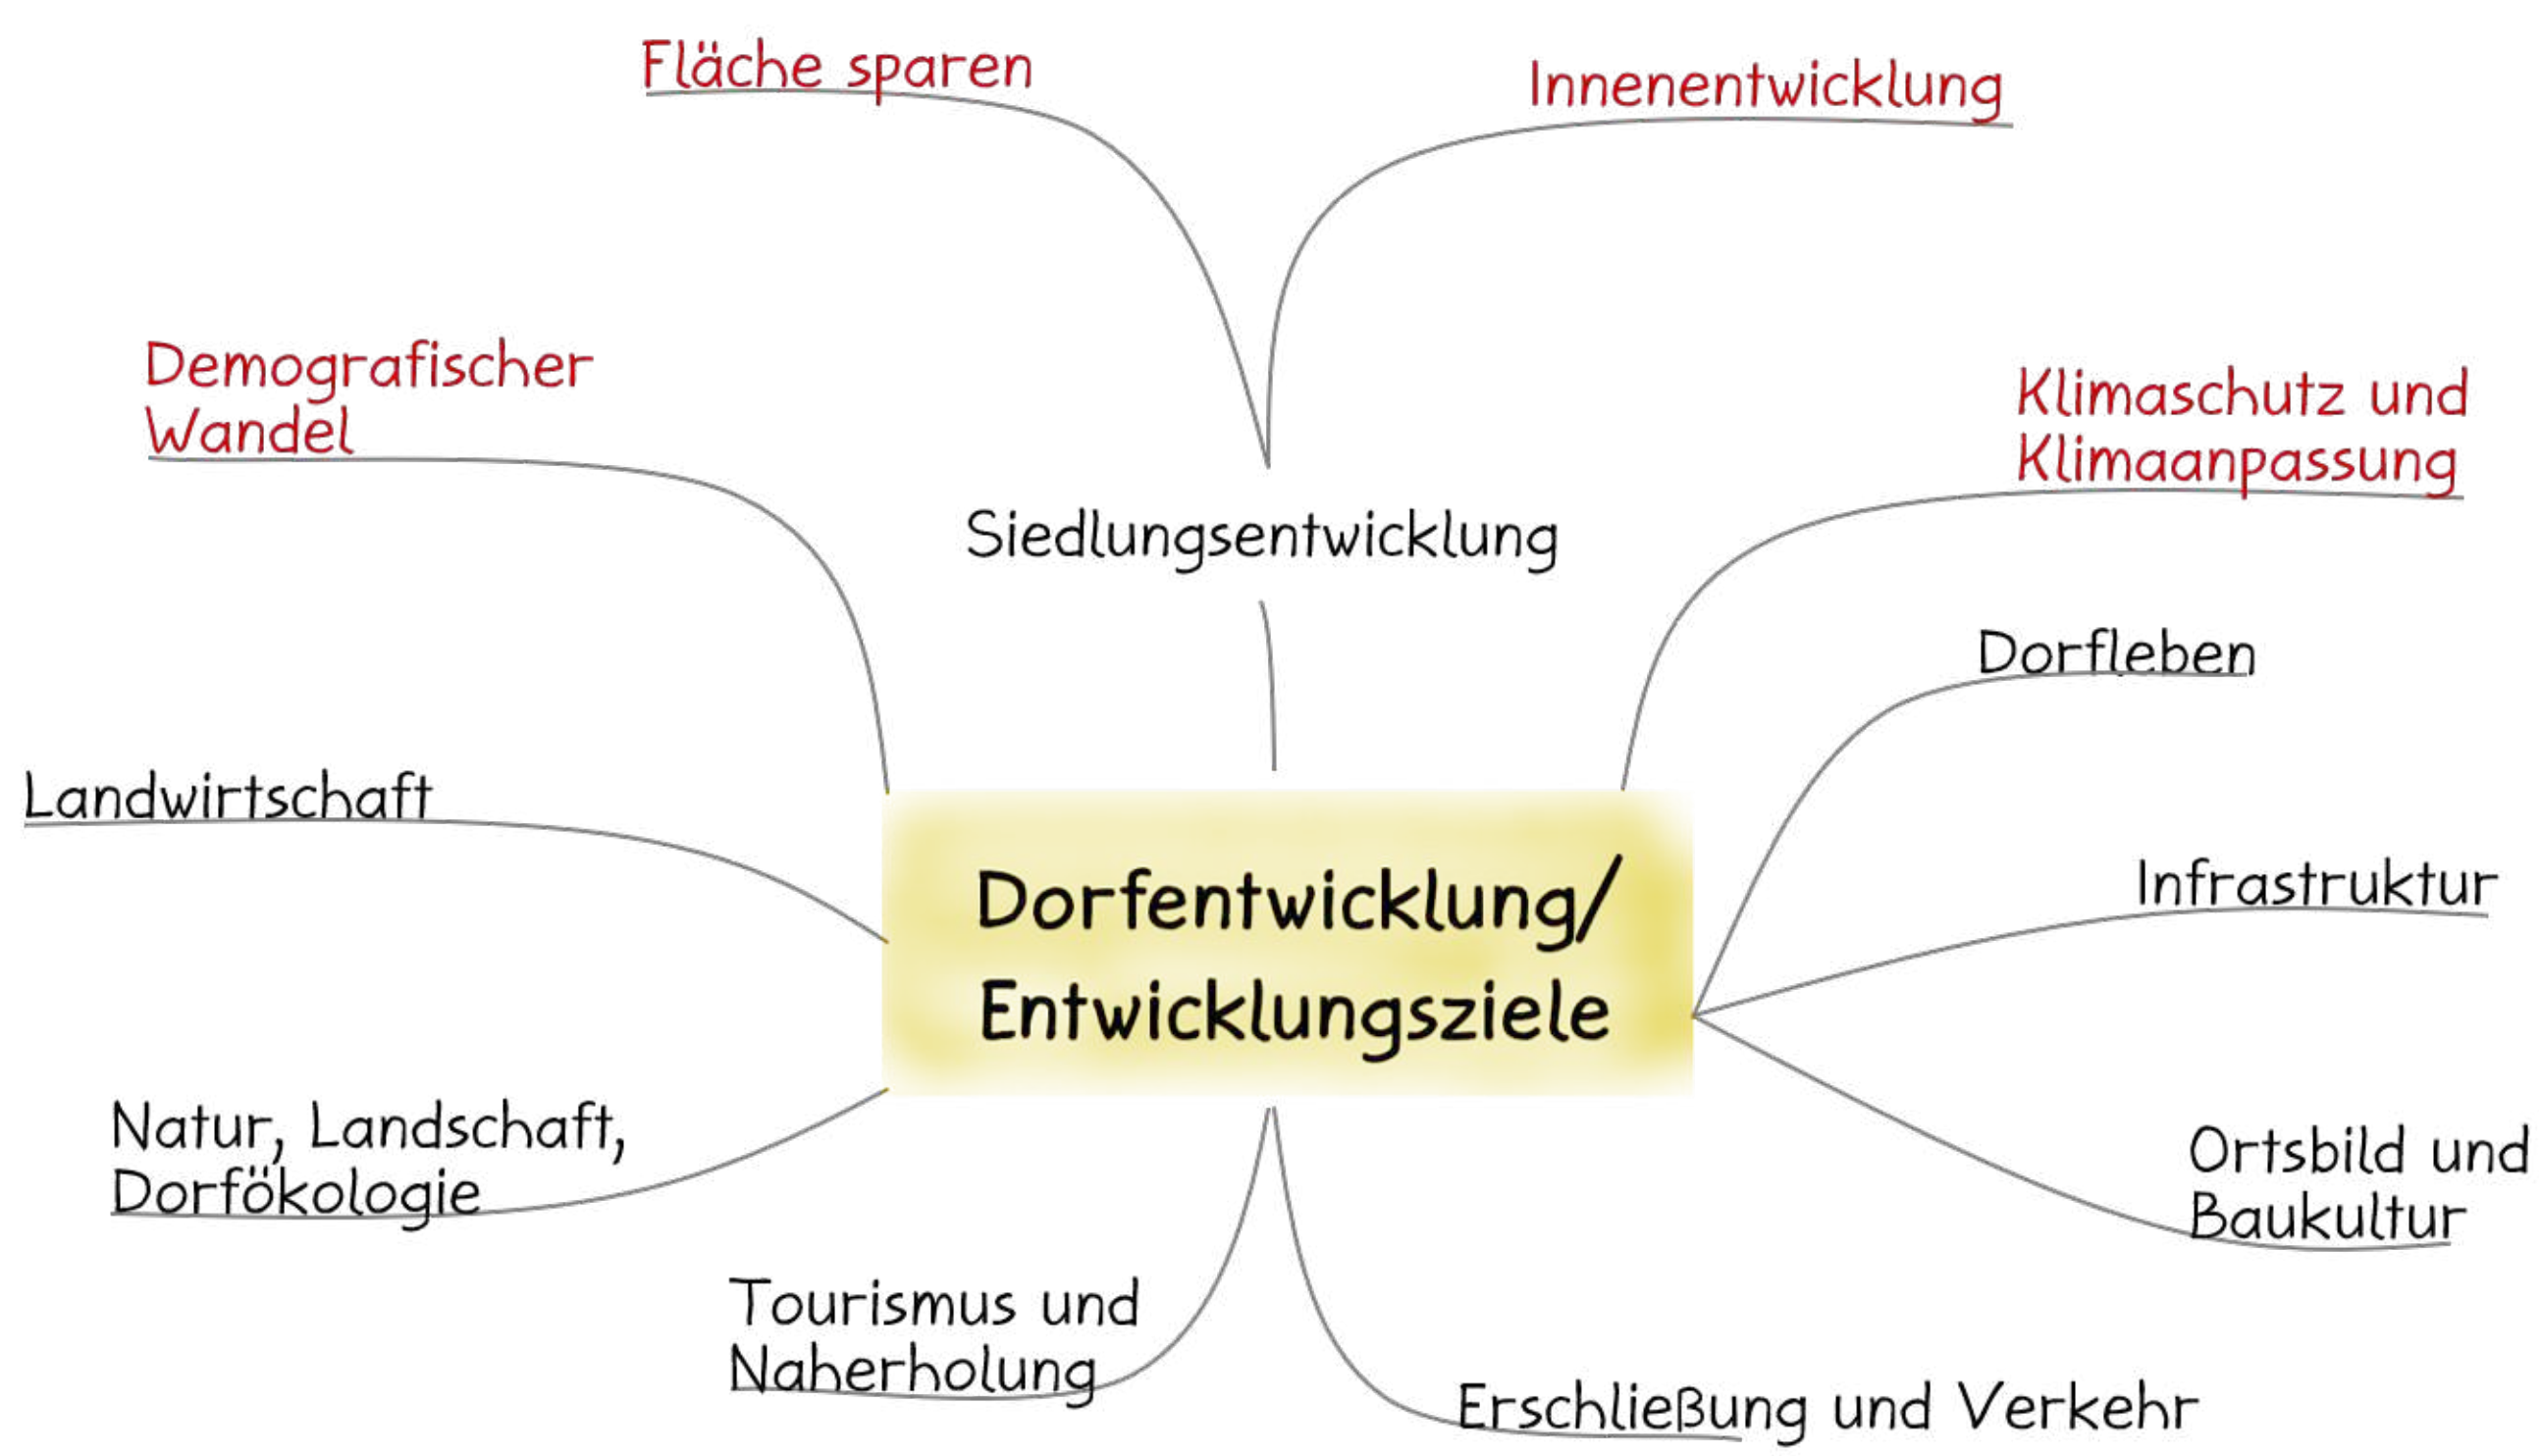 Fläche sparen
Innenentwicklung
Demografischer
Wandel
Klimaschutz und
Klimaanpassung
Siedlungsentwicklung
Dorfleben
Landwirtschaft
Infrastruktur
Dorfentwicklung/
Entwicklungsziele
Natur, Landschaft,
Dorfökologie
Ortsbild und
Baukultur
Tourismus und
Naherholung
Erschließung und Verkehr